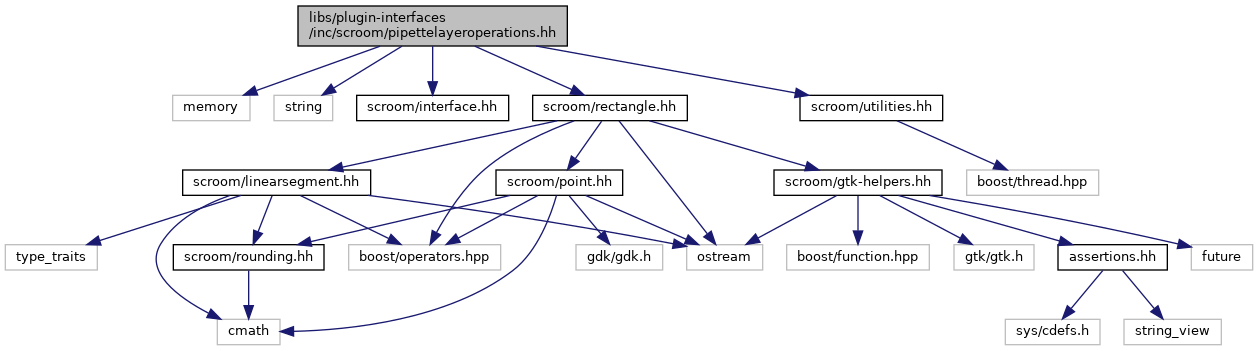 libs/plugin-interfaces
/inc/scroom/pipettelayeroperations.hh
memory
string
scroom/interface.hh
scroom/rectangle.hh
scroom/utilities.hh
scroom/linearsegment.hh
scroom/point.hh
scroom/gtk-helpers.hh
boost/thread.hpp
type_traits
scroom/rounding.hh
boost/operators.hpp
gdk/gdk.h
ostream
boost/function.hpp
gtk/gtk.h
assertions.hh
future
cmath
sys/cdefs.h
string_view